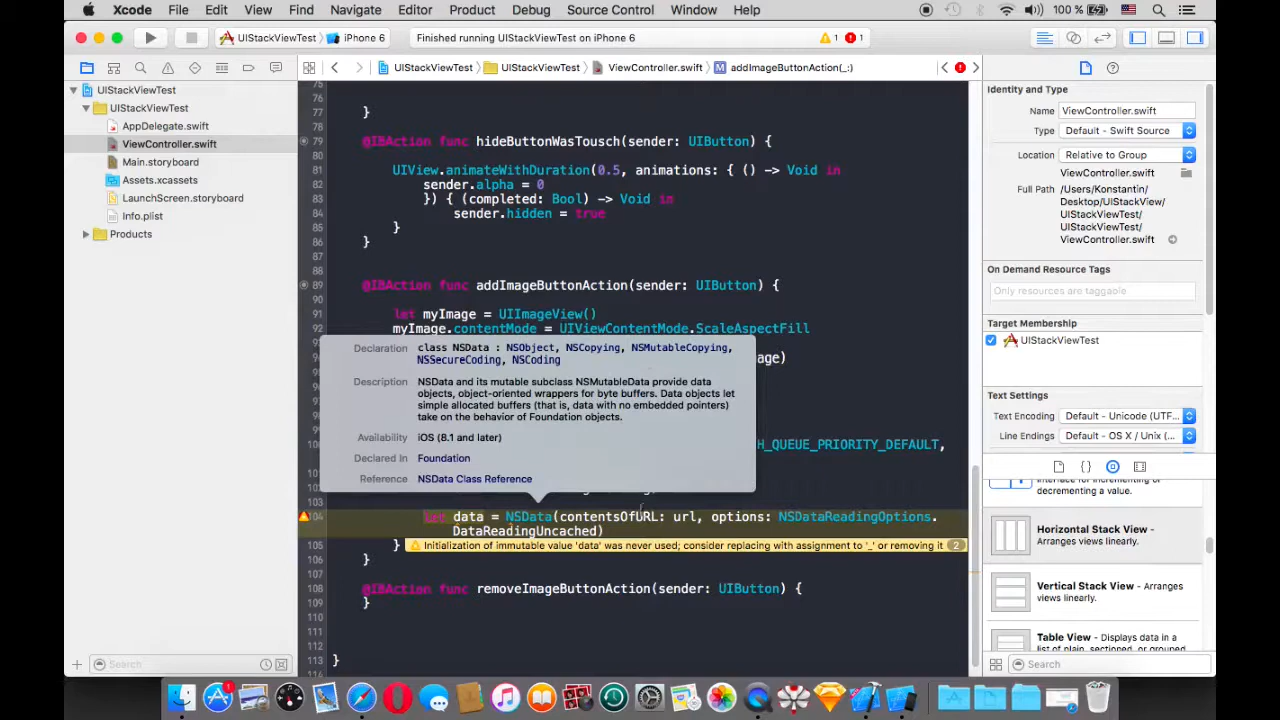 Xcode File Edit View Find Navigate Editor Product Debug Source Control Window Help 100 %
UIStackViewTest iPhone 6 Finished running UIStackViewTest on iPhone 6 1 1
UIStackViewTest UIStackViewTest ViewController.swift M addImageButtonAction(_:)
UIStackViewTest
UIStackViewTest
AppDelegate.swift
ViewController.swift
Main.storyboard
Assets.xcassets
LaunchScreen.storyboard
Info.plist
Products
Search
75
76
77 }
78
79 @IBAction func hideButtonWasTousch(sender: UIButton) {
80
81 UIView.animateWithDuration(0.5, animations: { () -> Void in
82 sender.alpha = 0
83 }) { (completed: Bool) -> Void in
84 sender.hidden = true
85 }
86 }
87
88
89 @IBAction func addImageButtonAction(sender: UIButton) {
90
91 let myImage = UIImageView()
92 myImage.contentMode = UIViewContentMode.ScaleAspectFill
Declaration class NSData : NSObject, NSCopying, NSMutableCopying,
NSSecureCoding, NSCoding
Description NSData and its mutable subclass NSMutableData provide data
objects, object-oriented wrappers for byte buffers. Data objects let
simple allocated buffers (that is, data with no embedded pointers)
take on the behavior of Foundation objects.
Availability iOS (8.1 and later)
Declared In Foundation
Reference NSData Class Reference
age)
H_QUEUE_PRIORITY_DEFAULT,
103
104 let data = NSData(contentsOfURL: url, options: NSDataReadingOptions.
DataReadingUncached)
105 } Initialization of immutable value 'data' was never used; consider replacing with assignment to '_' or removing it 2
106 }
107
108 @IBAction func removeImageButtonAction(sender: UIButton) {
109 }
110
111
112
113 }
114
Identity and Type
Name ViewController.swift
Type Default - Swift Source
Location Relative to Group
ViewController.swift
Full Path /Users/Konstantin/
Desktop/UIStackView/
UIStackViewTest/
UIStackViewTest/
ViewController.swift
On Demand Resource Tags
Only resources are taggable
Target Membership
UIStackViewTest
Text Settings
Text Encoding Default - Unicode (UTF...
Line Endings Default - OS X / Unix (...
{ }
Interface for incrementing or
decrementing a value.
Horizontal Stack View -
Arranges views linearly.
Vertical Stack View - Arranges
views linearly.
Table View - Displays data in a
list of plain, sectioned, or grouped
Search
1